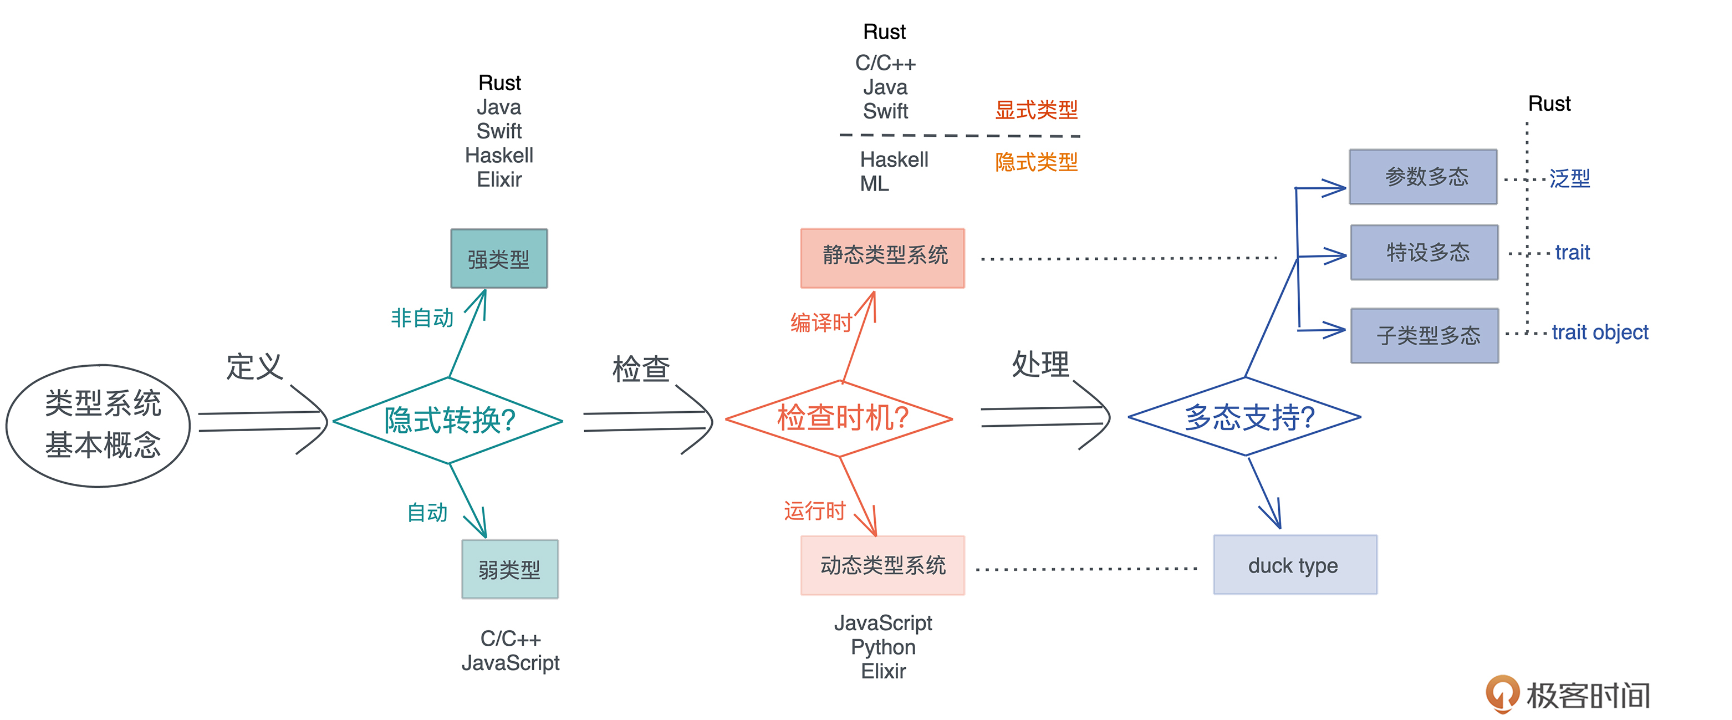 类型系统
基本概念
定义
Rust
Java
Swift
Haskell
Elixir
强类型
非自动
隐式转换?
自动
弱类型
C/C++
JavaScript
检查
Rust
C/C++
Java
Swift
显式类型
Haskell
ML
隐式类型
静态类型系统
编译时
检查时机?
运行时
动态类型系统
JavaScript
Python
Elixir
处理
多态支持?
Rust
参数多态
泛型
特设多态
trait
子类型多态
trait object
duck type
极客时间